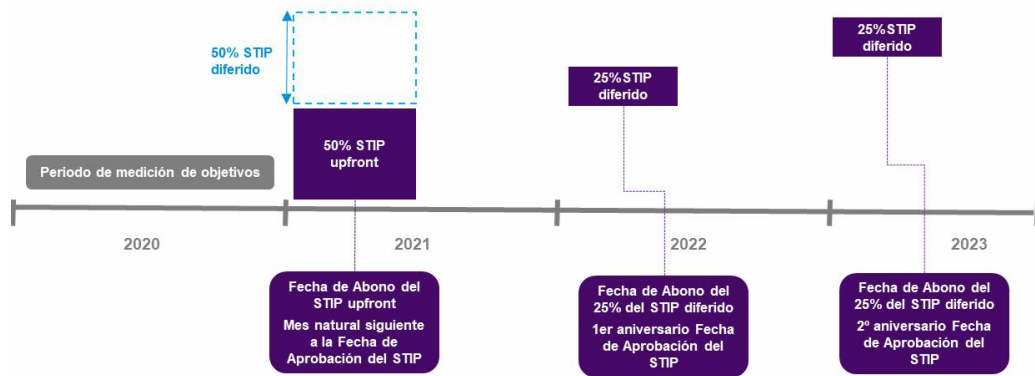 50% STIP
diferido
50% STIP
upfront
25%STIP
diferido
25%STIP
diferido
Periodo de medición de objetivos
2020
2021
2022
2023
Fecha de Abono del
STIP upfront
Mes natural siguiente
a la Fecha de
Aprobación del STIP
Fecha de Abono del
25% del STIP diferido
1er aniversario Fecha
de Aprobación del
STIP
Fecha de Abono del
25% del STIP diferido
2º aniversario Fecha
de Aprobación del
STIP